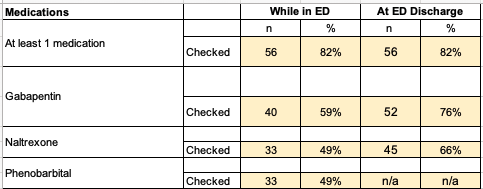 Medications While in ED At ED Discharge
n % n %
At least 1 medication
Checked 56 82% 56 82%
Gabapentin
Checked 40 59% 52 76%
Naltrexone
Checked 33 49% 45 66%
Phenobarbital
Checked 33 49% n/a n/a